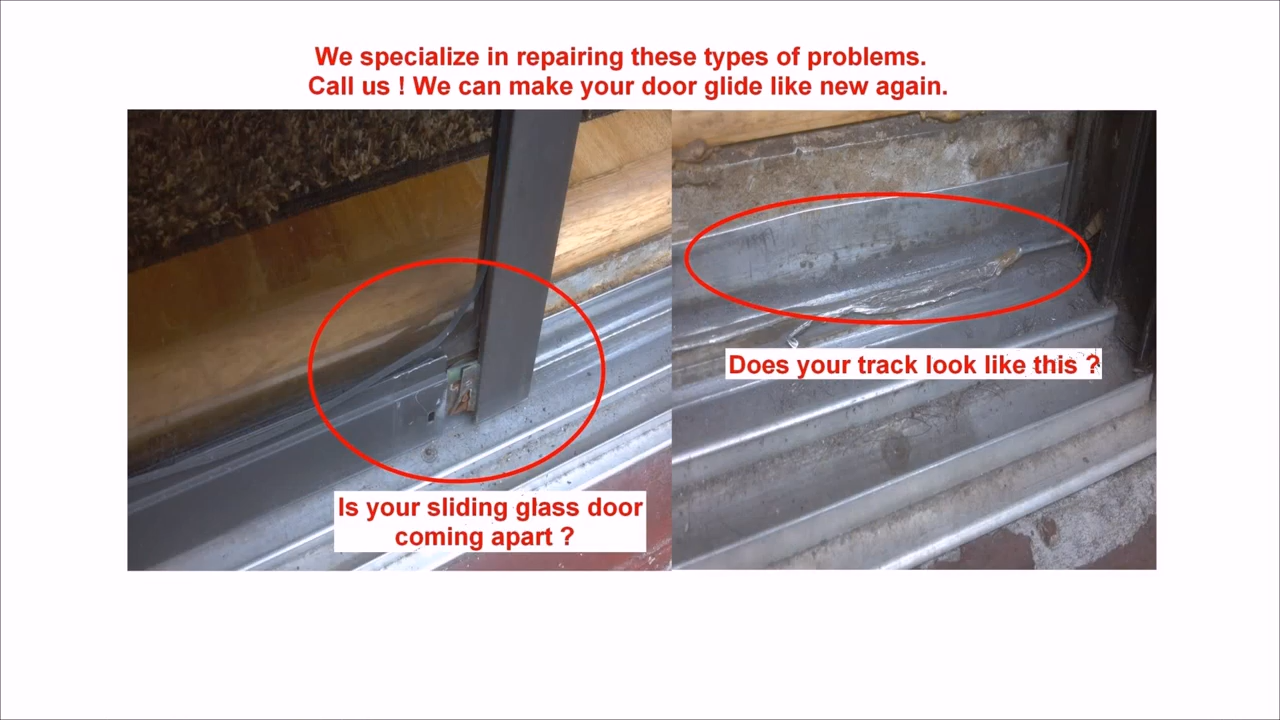 We specialize in repairing these types of problems.
Call us ! We can make your door glide like new again.
Does your track look like this ?
Is your sliding glass door
coming apart ?